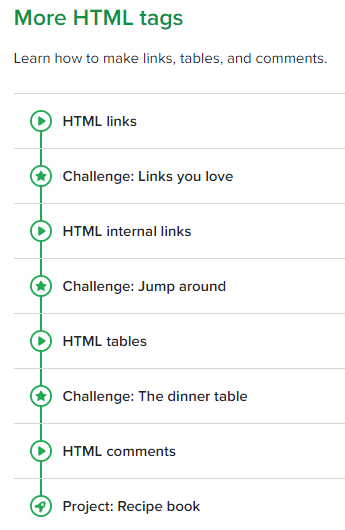 More HTML tags
Learn how to make links, tables, and comments.
HTML links
Challenge: Links you love
HTML internal links
Challenge: Jump around
HTML tables
Challenge: The dinner table
HTML comments
Project: Recipe book